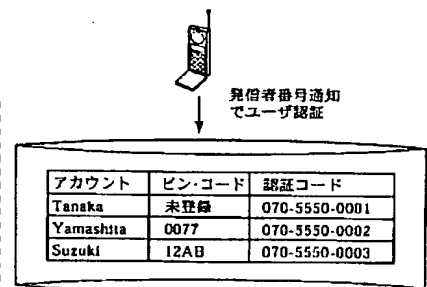 発信者番号通知
でユーザ認証
アカウント ピン・コード 認証コード
Tanaka 未登録 070-5550-0001
Yamashita 0077 070-5550-0002
Suzuki 12AB 070-5550-0003